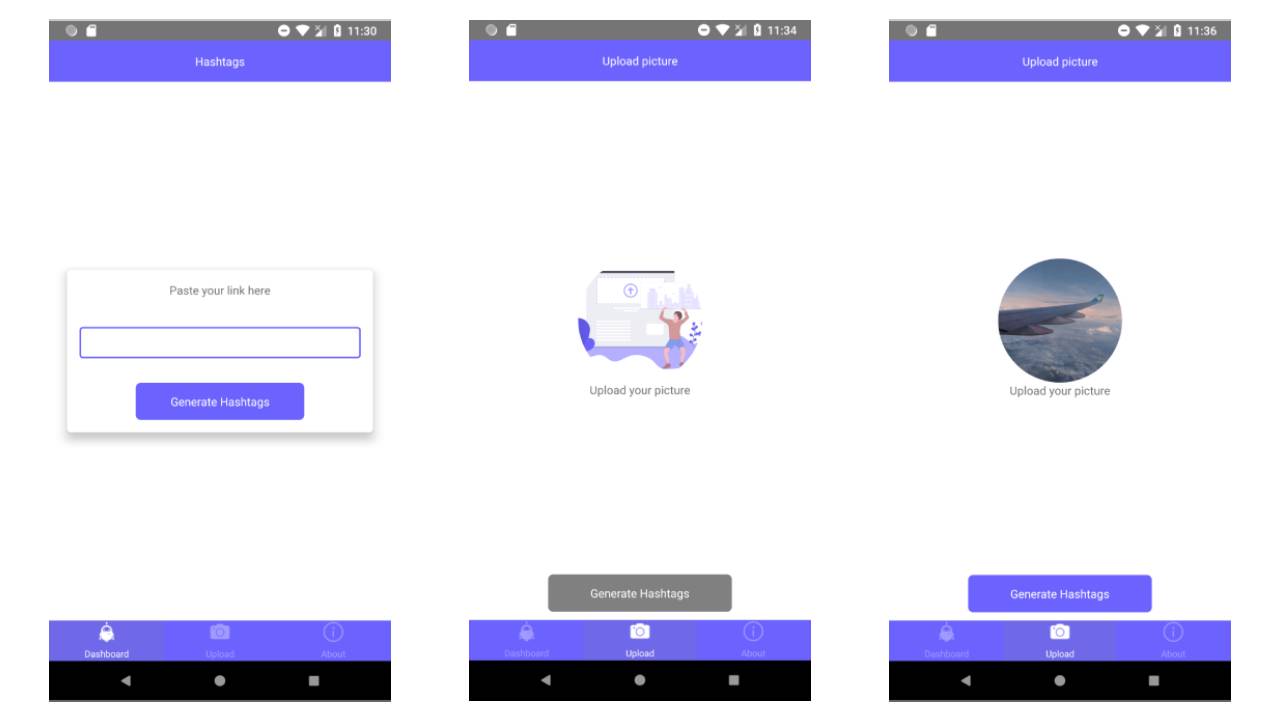 11:30
Hashtags
Paste your link here
Generate Hashtags
Dashboard Upload About
11:34
Upload picture
Upload your picture
Generate Hashtags
Dashboard Upload About
11:36
Upload picture
Upload your picture
Generate Hashtags
Dashboard Upload About